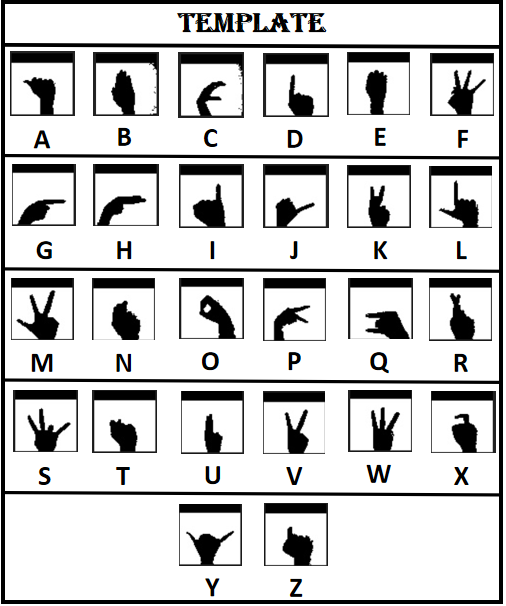 TEMPLATE
A B C D E F
G H I J K L
M N O P Q R
S T U V W X
Y Z